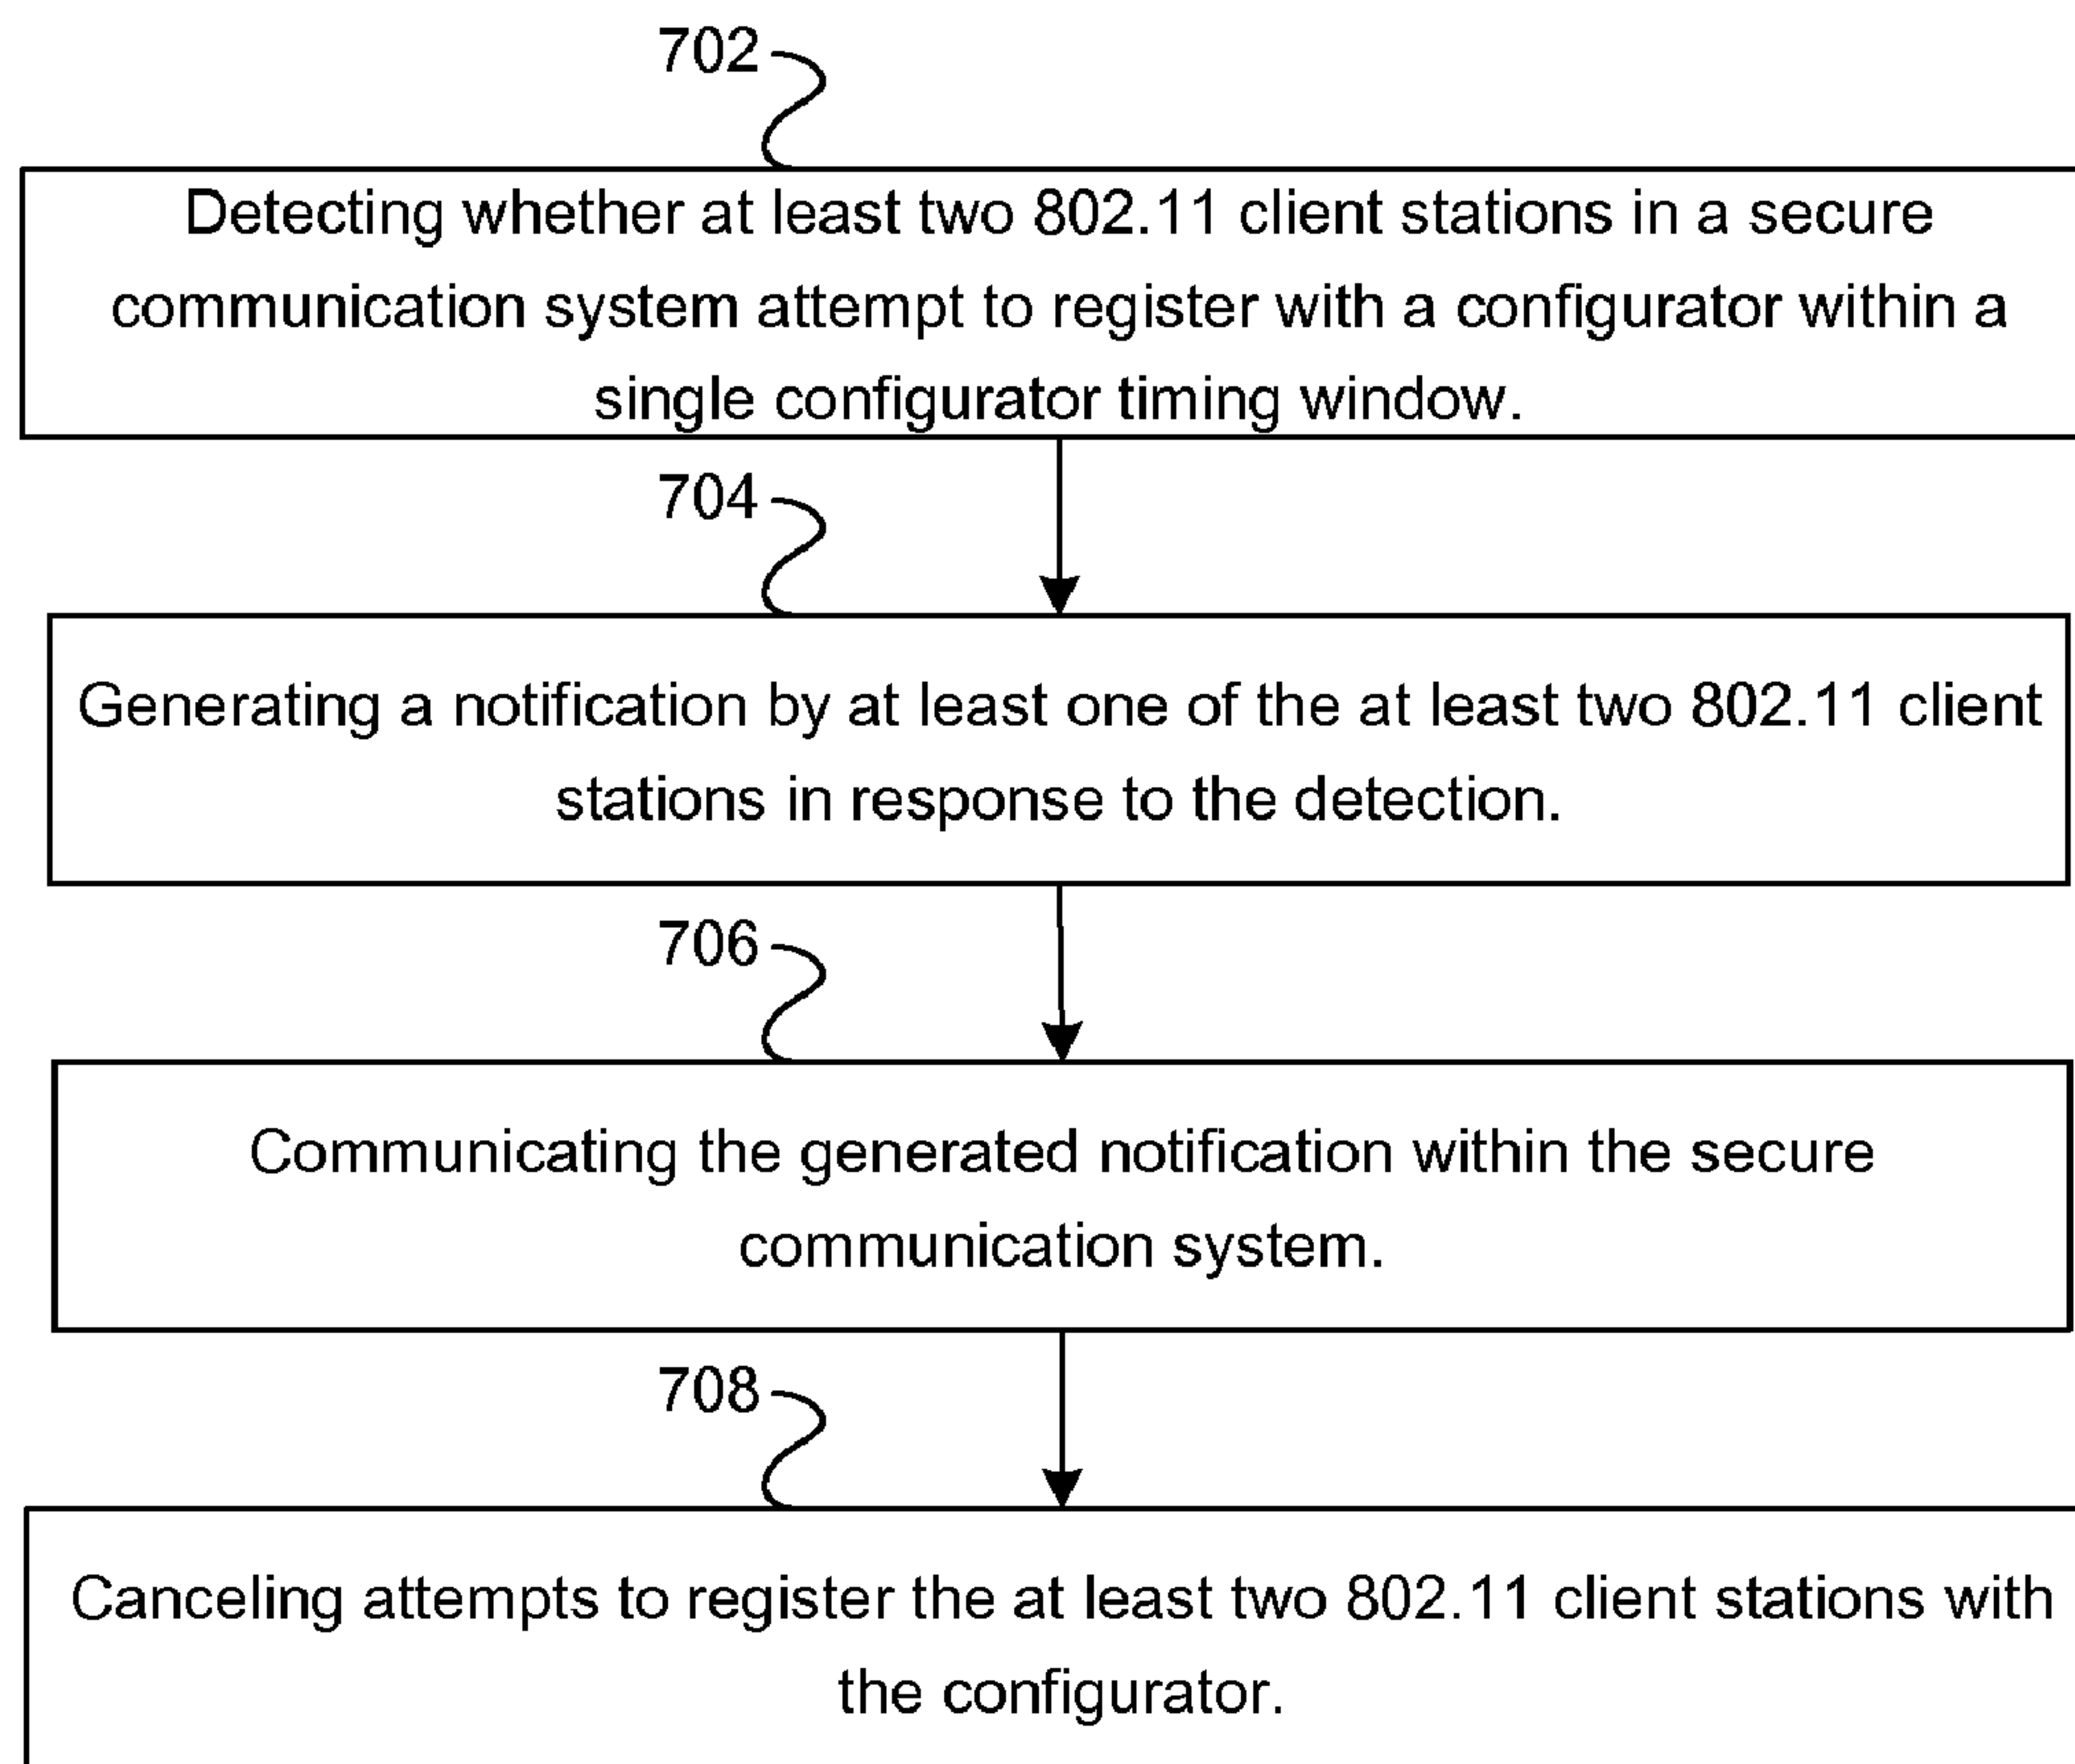 702
Detecting whether at least two 802.11 client stations in a secure
communication system attempt to register with a configurator within a
single configurator timing window.
704
Generating a notification by at least one of the at least two 802.11 client
stations in response to the detection.
706
Communicating the generated notification within the secure
communication system.
708
Canceling attempts to register the at least two 802.11 client stations with
the configurator.